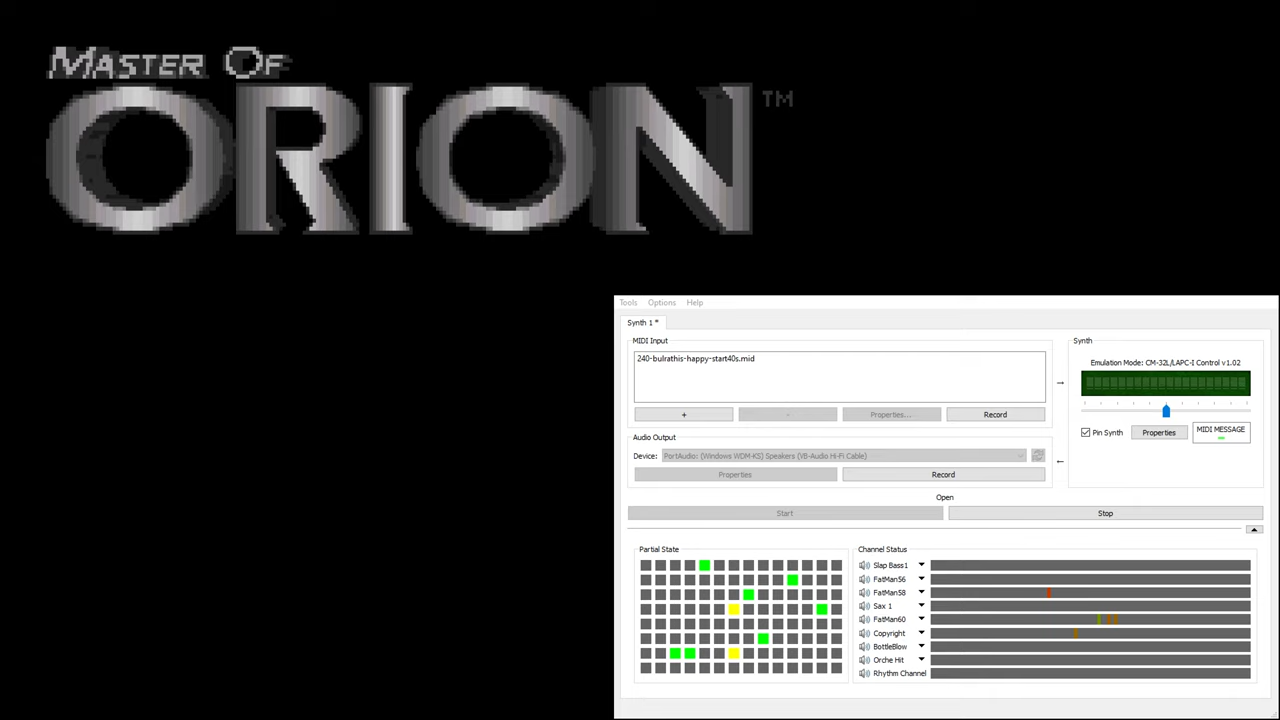 MASTER OF
ORION™
Tools Options Help
Synth 1 *
MIDI Input
240-bulrathis-happy-start40s.mid
+ - Properties... Record
→
Synth
Emulation Mode: CM-32L/LAPC-I Control v1.02
Pin Synth Properties MIDI MESSAGE
Audio Output
Device: PortAudio: (Windows WDM-KS) Speakers (VB-Audio Hi-Fi Cable)
←
Properties Record
Open
Start Stop
Partial State
Channel Status
Slap Bass1
FatMan56
FatMan58
Sax 1
FatMan60
Copyright
BottleBlow
Orche Hit
Rhythm Channel